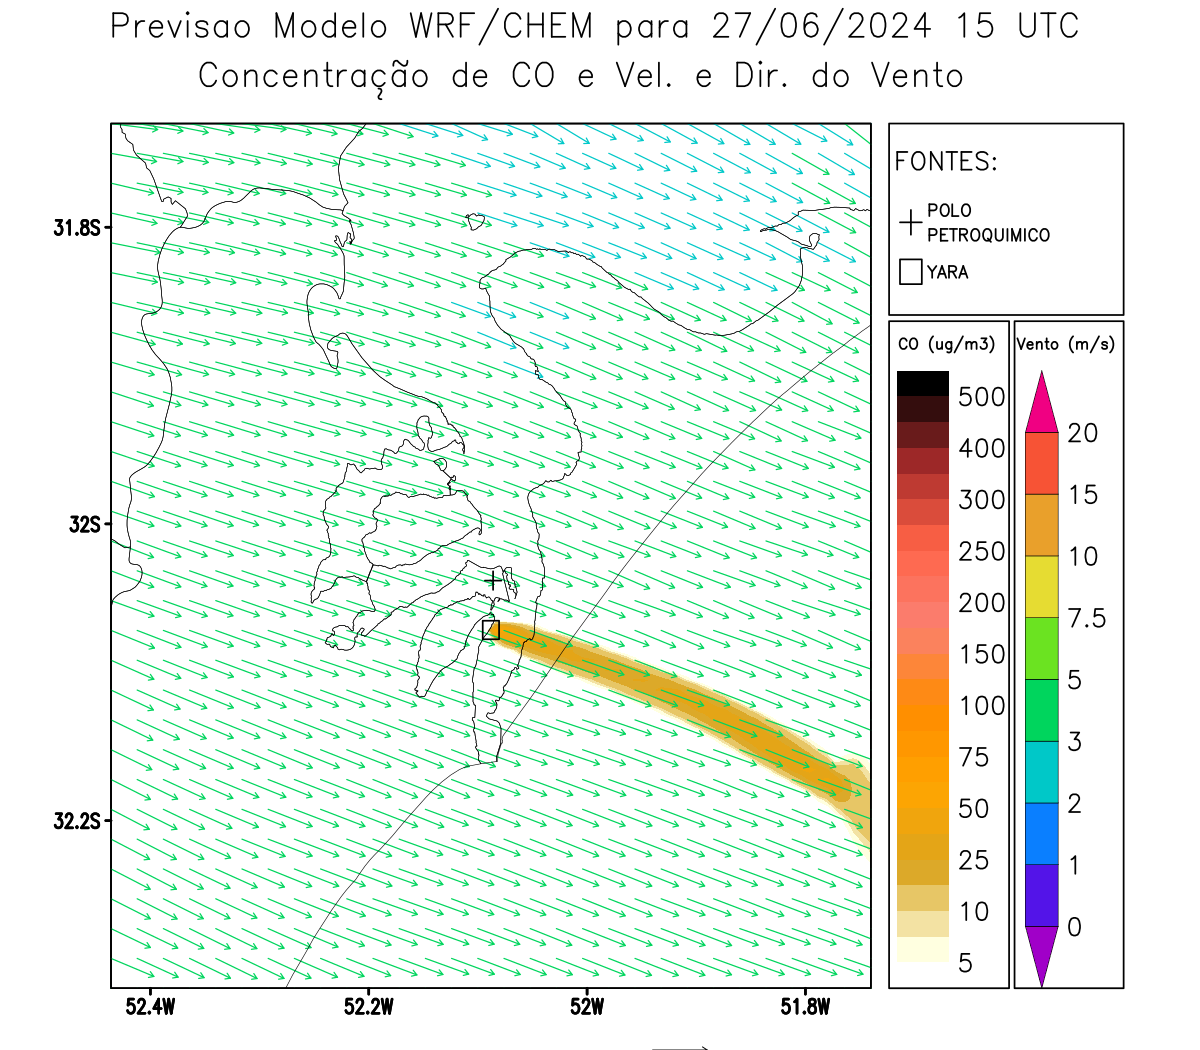 Previsao Modelo WRF/CHEM para 27/06/2024 15 UTC
Concentração de CO e Vel. e Dir. do Vento
FONTES:
POLO
PETROQUIMICO
YARA
CO (ug/m3)
500
400
300
250
200
150
100
75
50
25
10
5
Vento (m/s)
20
15
10
7.5
5
3
2
1
0
31.8S
32S
32.2S
52.4W
52.2W
52W
51.8W